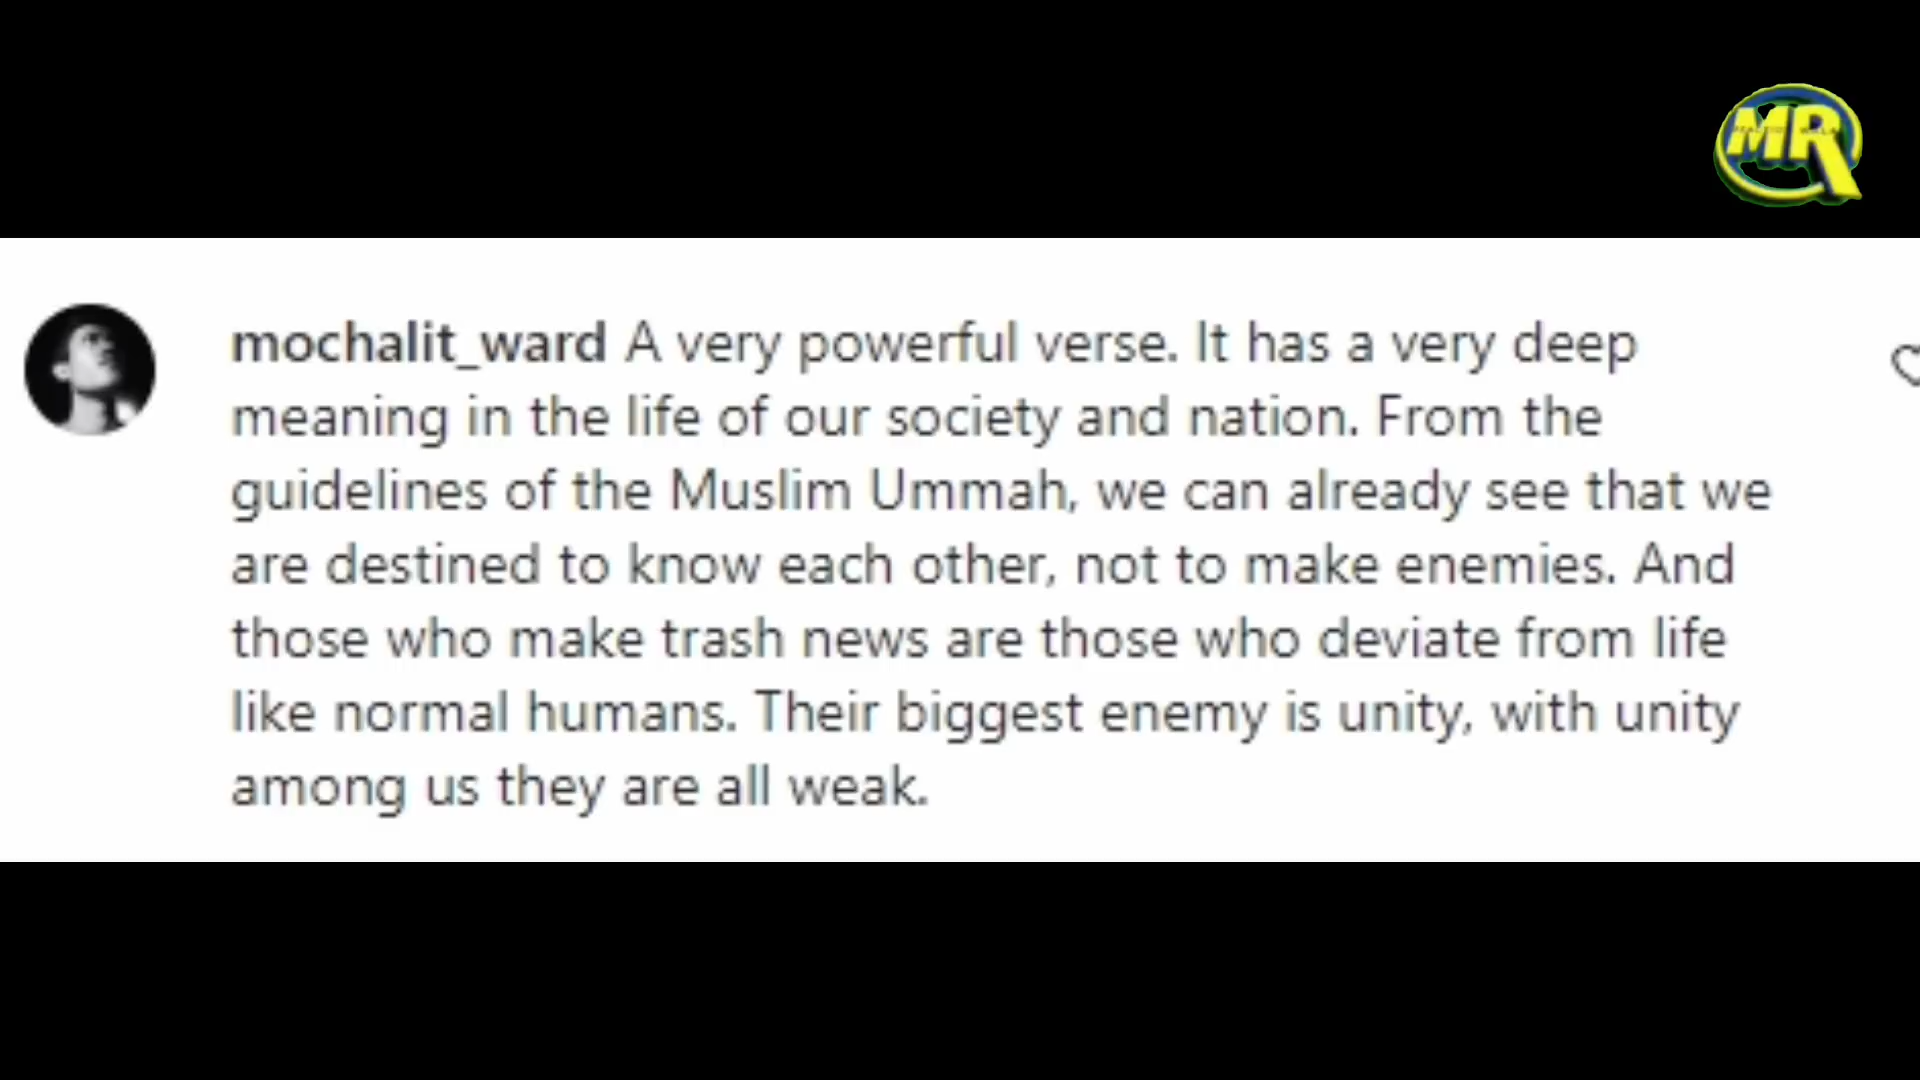 MR
mochalit_ward A very powerful verse. It has a very deep
meaning in the life of our society and nation. From the
guidelines of the Muslim Ummah, we can already see that we
are destined to know each other, not to make enemies. And
those who make trash news are those who deviate from life
like normal humans. Their biggest enemy is unity, with unity
among us they are all weak.